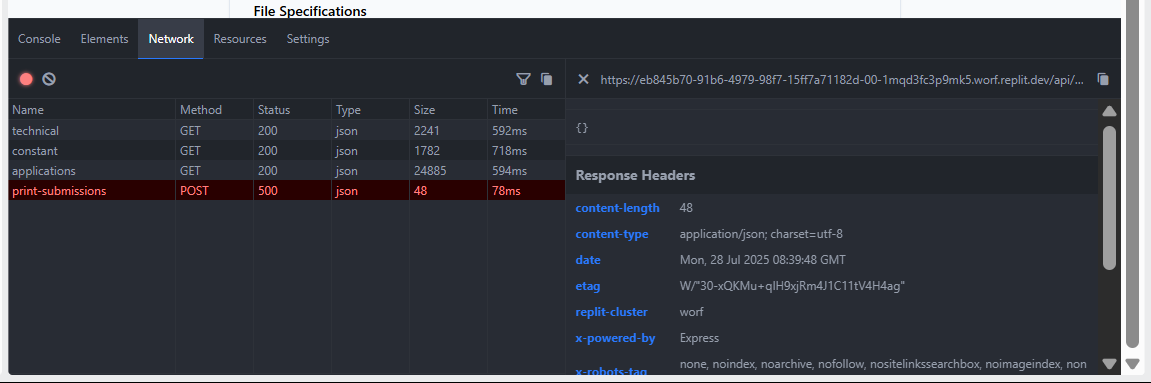 File Specifications
Console Elements Network Resources Settings
https://eb845b70-91b6-4979-98f7-15ff7a71182d-00-1mqd3fc3p9mk5.worf.replit.dev/api/...
Name Method Status Type Size Time
technical GET 200 json 2241 592ms
constant GET 200 json 1782 718ms
applications GET 200 json 24885 594ms
print-submissions POST 500 json 48 78ms
{}
Response Headers
content-length 48
content-type application/json; charset=utf-8
date Mon, 28 Jul 2025 08:39:48 GMT
etag W/"30-xQKMu+qIH9xjRm4J1C11tV4H4ag"
replit-cluster worf
x-powered-by Express
x-robots-tag none, noindex, noarchive, nofollow, nositelinkssearchbox, noimageindex, non